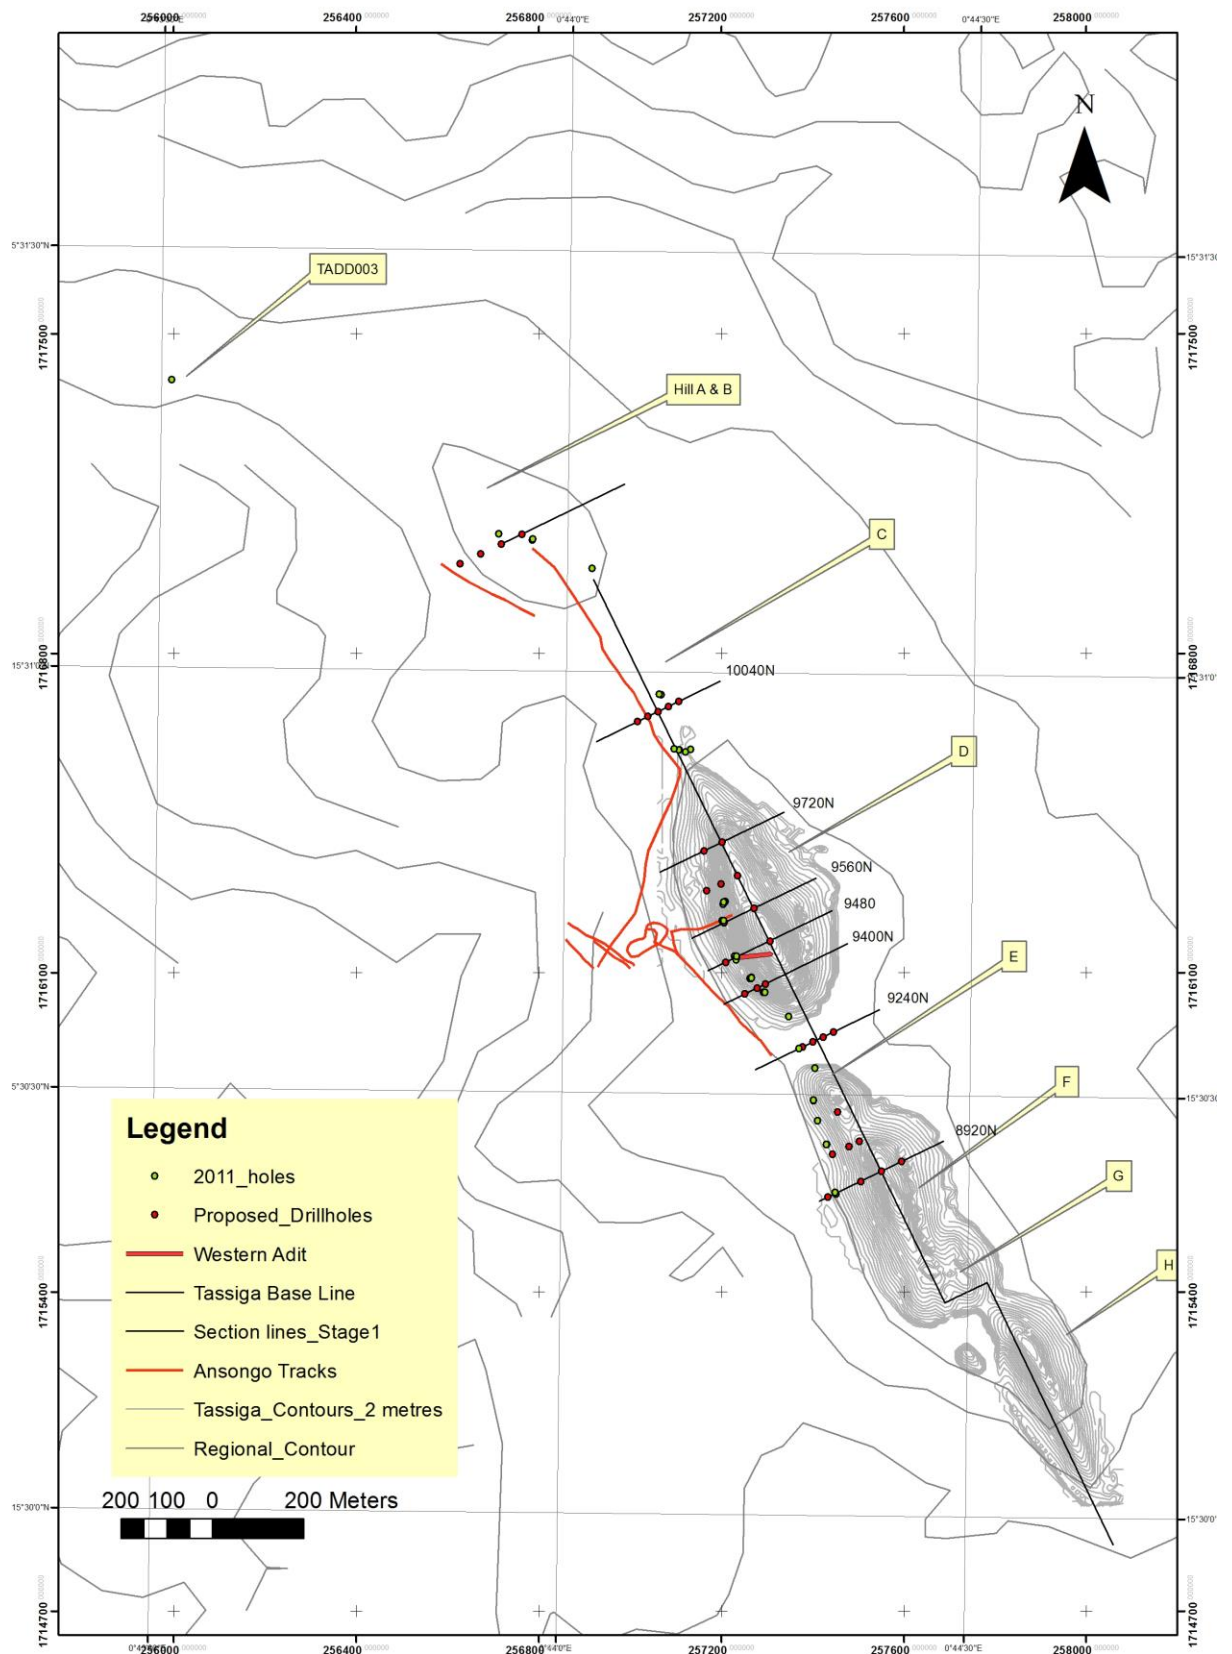 256000 256400 256800 257200 257600 258000
0°44'0"E 0°44'30"E
N
5°31'30"N 15°31'30
TADD003
1717500 1717500
Hill A & B
C
1716800 1716800
15°31'0" 15°31'0"
10040N
D
9720N
9560N
9480
9400N
E
1716100 1716100
9240N
F
5°30'30"N 15°30'30
8920N
G
H
Legend
2011_holes
Proposed_Drillholes
Western Adit
Tassiga Base Line
Section lines_Stage1
Ansongo Tracks
Tassiga_Contours_2 metres
Regional_Contour
1715400 1715400
200 100 0 200 Meters
15°30'0"N 15°30'0"
1714700 1714700
256000 256400 256800 257200 257600 258000
0°44'0"E 0°44'30"E